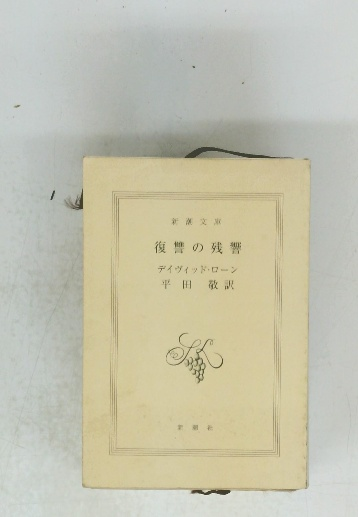 新潮文庫
復讐の残響
デイヴィッド・ローン
平田敬訳
新潮社